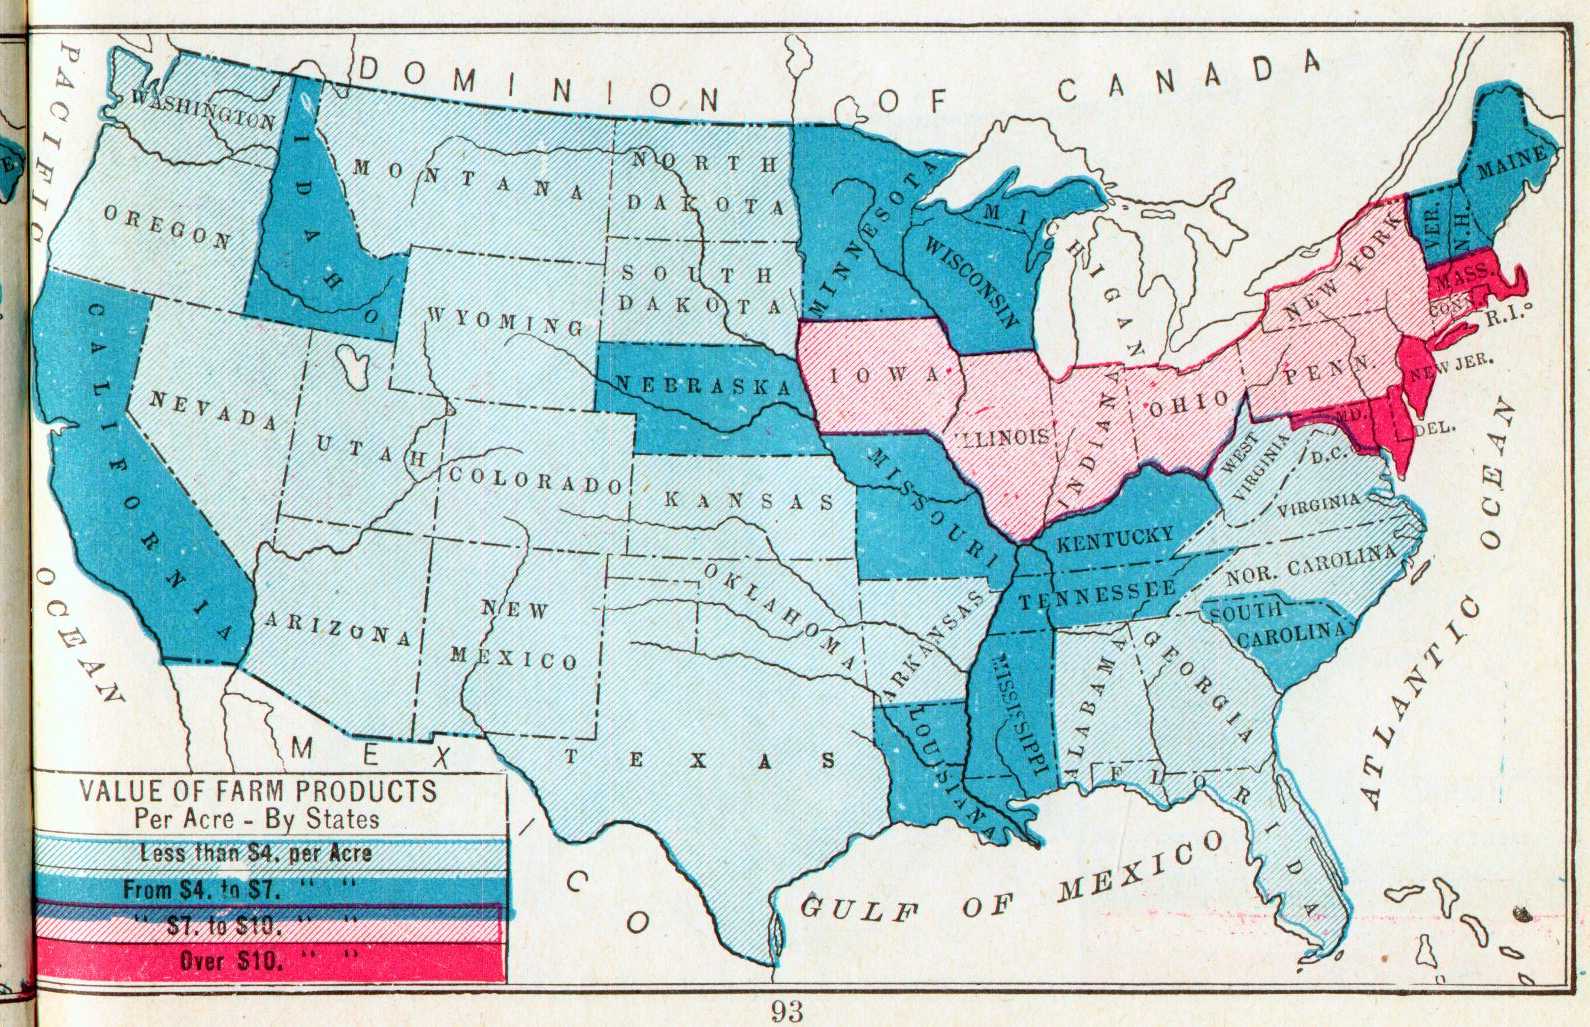 DOMINION OF CANADA
PACIFIC
OCEAN
WASHINGTON
OREGON
CALIFORNIA
IDAHO
NEVADA
MONTANA
WYOMING
UTAH
COLORADO
ARIZONA
NEW
MEXICO
NORTH
DAKOTA
SOUTH
DAKOTA
NEBRASKA
KANSAS
OKLAHOMA
TEXAS
MINNESOTA
IOWA
MISSOURI
ARKANSAS
LOUISIANA
WISCONSIN
MICHIGAN
ILLINOIS
INDIANA
OHIO
KENTUCKY
TENNESSEE
MISSISSIPPI
ALABAMA
GEORGIA
FLORIDA
SOUTH
CAROLINA
NOR. CAROLINA
VIRGINIA
WEST
VIRGINIA
D.C.
MD.
DEL.
PENN.
NEW JER.
NEW YORK
CONN.
R.I.
MASS.
VER.
N.H.
MAINE
ATLANTIC OCEAN
GULF OF MEXICO
MEXICO
VALUE OF FARM PRODUCTS
Per Acre - By States
Less than $4. per Acre
From $4. to $7. " "
" $7. to $10. " "
Over $10. " "
93
E